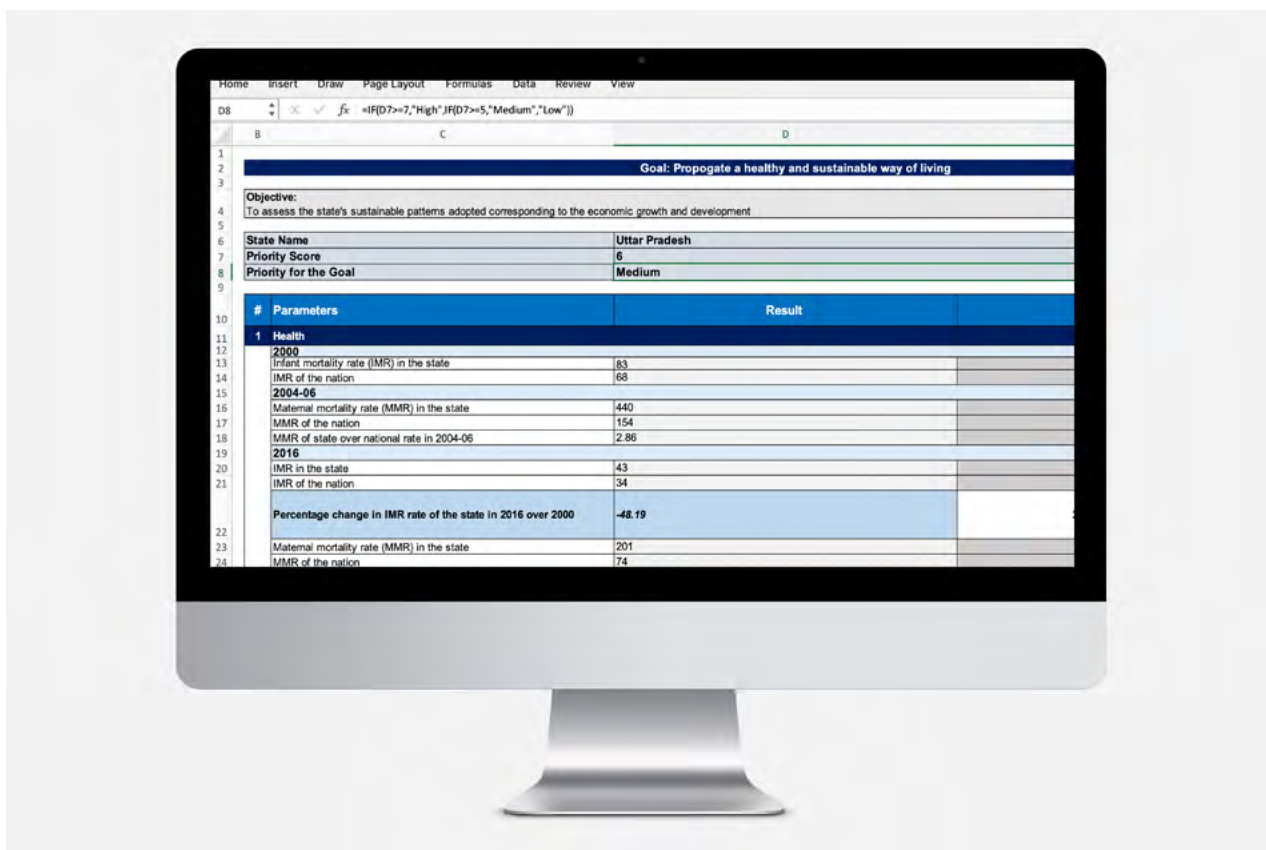 Home Insert Draw Page Layout Formulas Data Review View
D8 fx =IF(D7>=7,"High",IF(D7>=5,"Medium","Low"))
B C D
1
2 Goal: Propogate a healthy and sustainable way of living
3
Objective:
4 To assess the state's sustainable patterns adopted corresponding to the economic growth and development
5
6 State Name Uttar Pradesh
7 Priority Score 6
8 Priority for the Goal Medium
9
10 # Parameters Result
11 1 Health
12 2000
13 Infant mortality rate (IMR) in the state 83
14 IMR of the nation 68
15 2004-06
16 Maternal mortality rate (MMR) in the state 440
17 MMR of the nation 154
18 MMR of state over national rate in 2004-06 2.86
19 2016
20 IMR in the state 43
21 IMR of the nation 34
22 Percentage change in IMR rate of the state in 2016 over 2000 -48.19
23 Maternal mortality rate (MMR) in the state 201
24 MMR of the nation 74